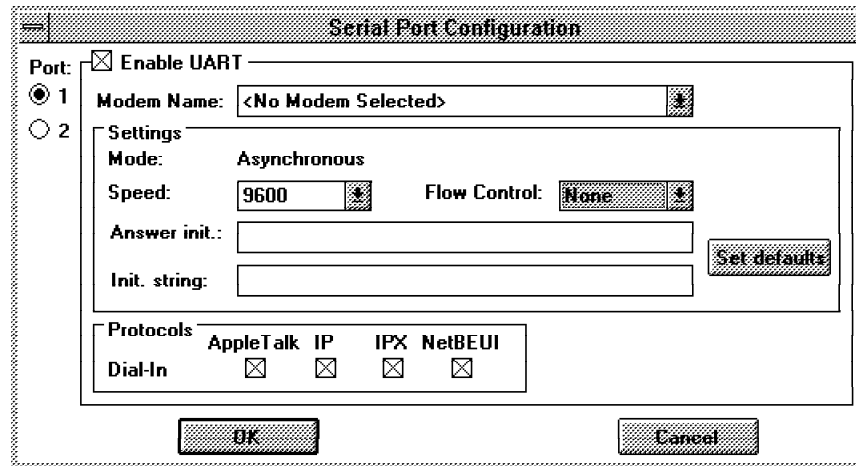 Serial Port Configuration
Port:
1
2
Enable UART
Modem Name: <No Modem Selected>
Settings
Mode: Asynchronous
Speed: 9600 Flow Control: None
Answer init.:
Set defaults
Init. string:
Protocols
AppleTalk IP IPX NetBEUI
Dial-In
OK Cancel